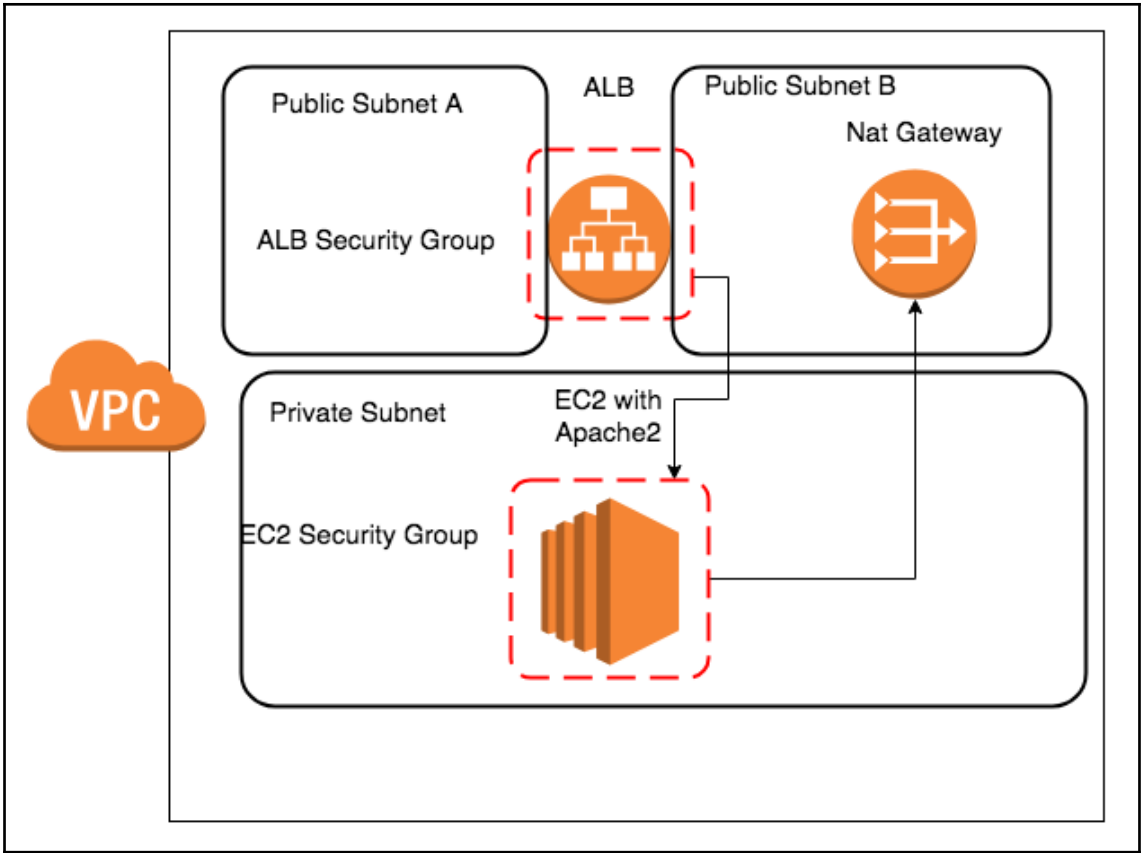 Public Subnet A
ALB
Public Subnet B
Nat Gateway
ALB Security Group
VPC
Private Subnet
EC2 with
Apache2
EC2 Security Group